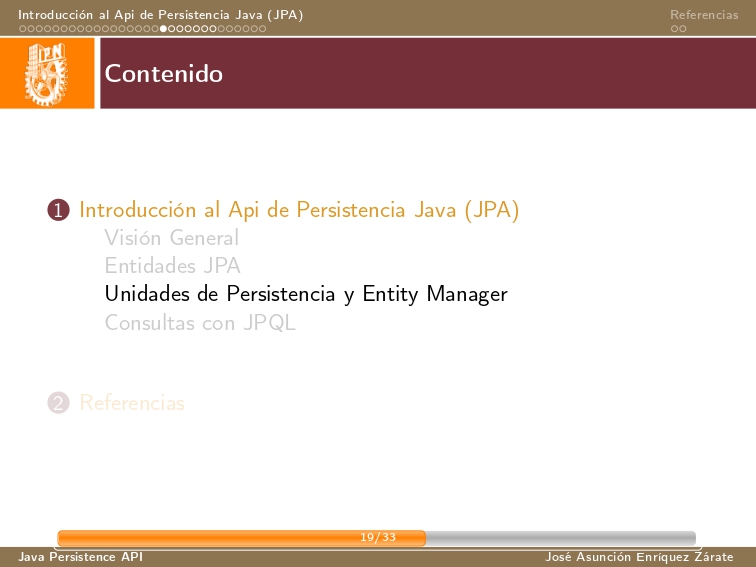 Introducción al Api de Persistencia Java (JPA)
Referencias
IPN
Contenido
1 Introducción al Api de Persistencia Java (JPA)
Visión General
Entidades JPA
Unidades de Persistencia y Entity Manager
Consultas con JPQL
2 Referencias
19/33
Java Persistence API
José Asunción Enríquez Zárate